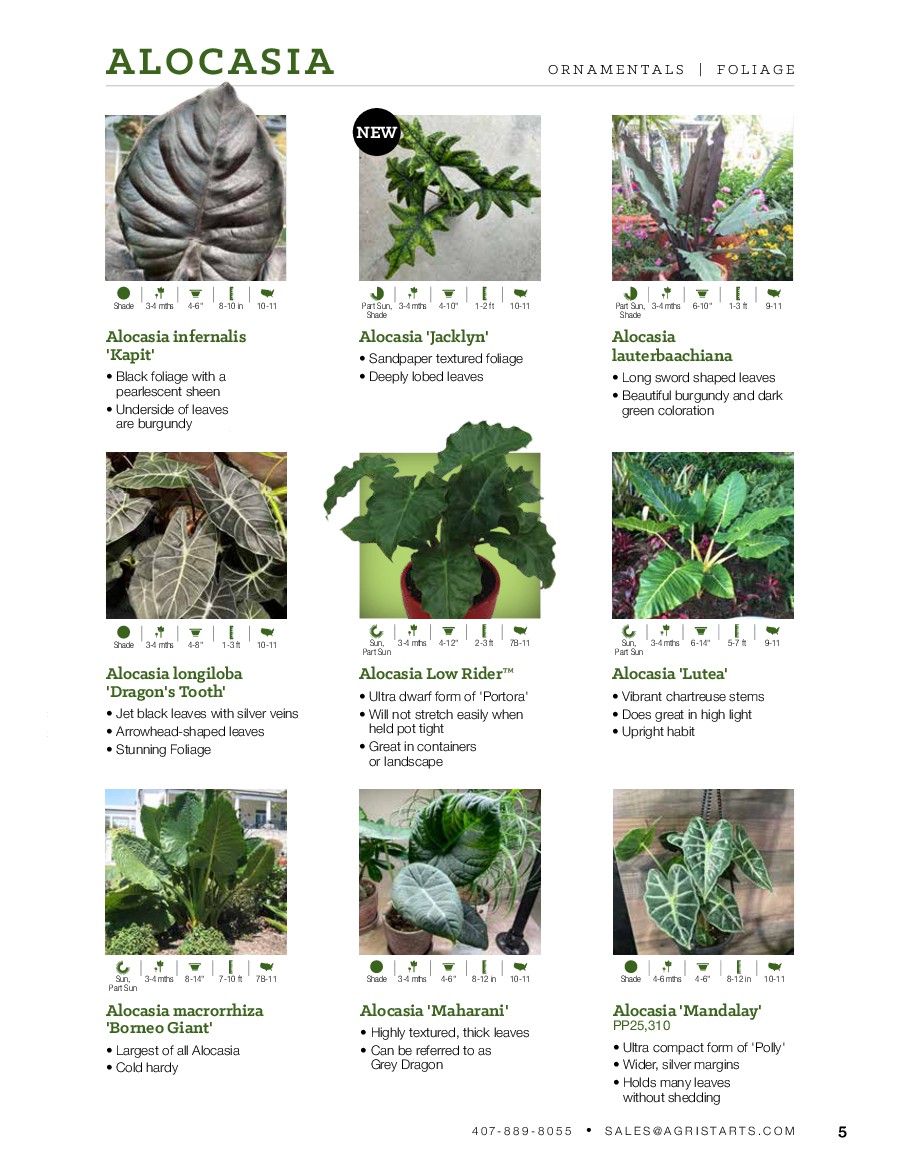 ALOCASIA
ORNAMENTALS | FOLIAGE
Shade 3-4 mths 4-6" 8-10 in 10-11
Alocasia infernalis
'Kapit'
• Black foliage with a
pearlescent sheen
• Underside of leaves
are burgundy
NEW
Part Sun, 3-4 mths 4-10" 1-2 ft 10-11
Shade
Alocasia 'Jacklyn'
• Sandpaper textured foliage
• Deeply lobed leaves
Part Sun, 3-4 mths 6-10" 1-3 ft 9-11
Shade
Alocasia
lauterbaachiana
• Long sword shaped leaves
• Beautiful burgundy and dark
green coloration
Shade 3-4 mths 4-8" 1-3 ft 10-11
Alocasia longiloba
'Dragon's Tooth'
• Jet black leaves with silver veins
• Arrowhead-shaped leaves
• Stunning Foliage
Sun, 3-4 mths 4-12" 2-3 ft 7B-11
Part Sun
Alocasia Low Rider™
• Ultra dwarf form of 'Portora'
• Will not stretch easily when
held pot tight
• Great in containers
or landscape
Sun, 3-4 mths 6-14" 5-7 ft 9-11
Part Sun
Alocasia 'Lutea'
• Vibrant chartreuse stems
• Does great in high light
• Upright habit
Sun, 3-4 mths 8-14" 7-10 ft 7B-11
Part Sun
Alocasia macrorrhiza
'Borneo Giant'
• Largest of all Alocasia
• Cold hardy
Shade 3-4 mths 4-6" 8-12 in 10-11
Alocasia 'Maharani'
• Highly textured, thick leaves
• Can be referred to as
Grey Dragon
Shade 4-6 mths 4-6" 8-12 in 10-11
Alocasia 'Mandalay'
PP25,310
• Ultra compact form of 'Polly'
• Wider, silver margins
• Holds many leaves
without shedding
407-889-8055 • SALES@AGRISTARTS.COM 5